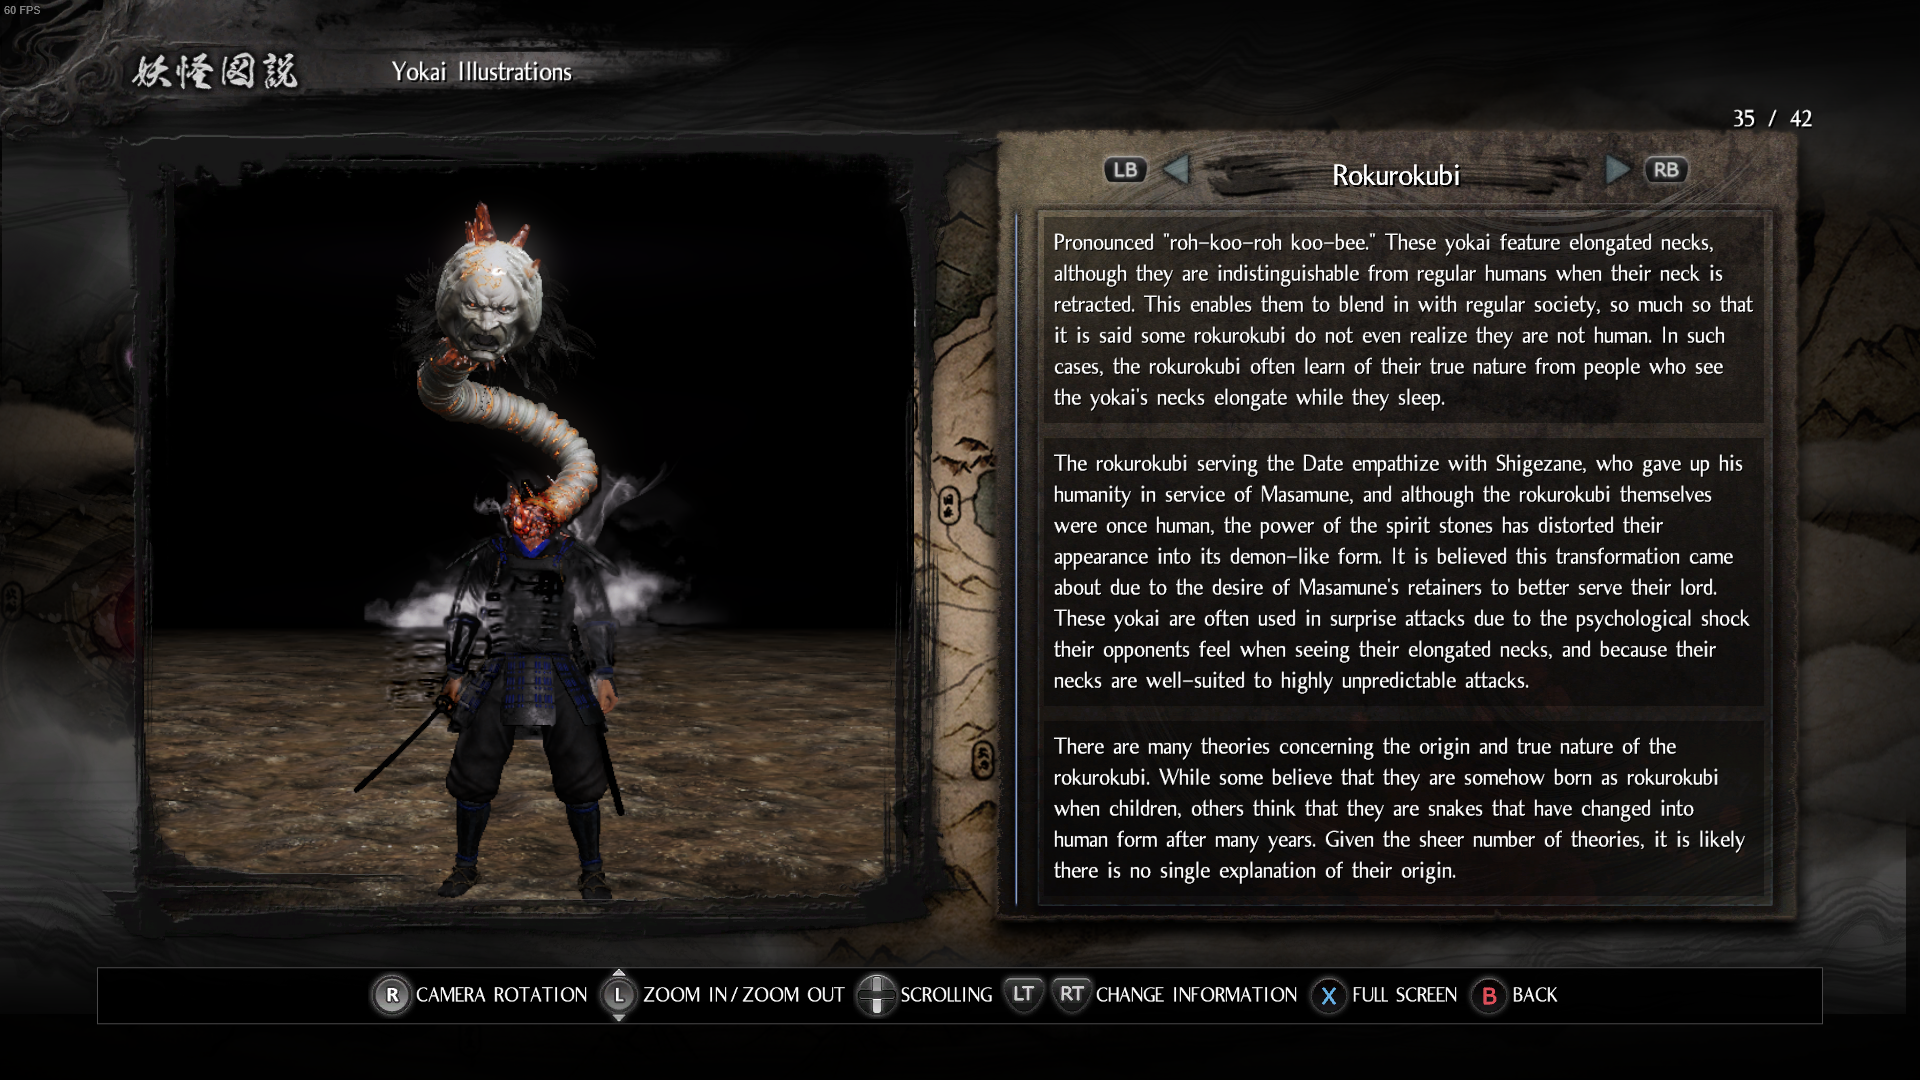 60 FPS
妖怪図説
Yokai Illustrations
35 / 42
LB
Rokurokubi
RB
Pronounced "roh-koo-roh koo-bee." These yokai feature elongated necks,
although they are indistinguishable from regular humans when their neck is
retracted. This enables them to blend in with regular society, so much so that
it is said some rokurokubi do not even realize they are not human. In such
cases, the rokurokubi often learn of their true nature from people who see
the yokai's necks elongate while they sleep.
The rokurokubi serving the Date empathize with Shigezane, who gave up his
humanity in service of Masamune, and although the rokurokubi themselves
were once human, the power of the spirit stones has distorted their
appearance into its demon-like form. It is believed this transformation came
about due to the desire of Masamune's retainers to better serve their lord.
These yokai are often used in surprise attacks due to the psychological shock
their opponents feel when seeing their elongated necks, and because their
necks are well-suited to highly unpredictable attacks.
There are many theories concerning the origin and true nature of the
rokurokubi. While some believe that they are somehow born as rokurokubi
when children, others think that they are snakes that have changed into
human form after many years. Given the sheer number of theories, it is likely
there is no single explanation of their origin.
R CAMERA ROTATION L ZOOM IN/ZOOM OUT SCROLLING LT RT CHANGE INFORMATION X FULL SCREEN B BACK